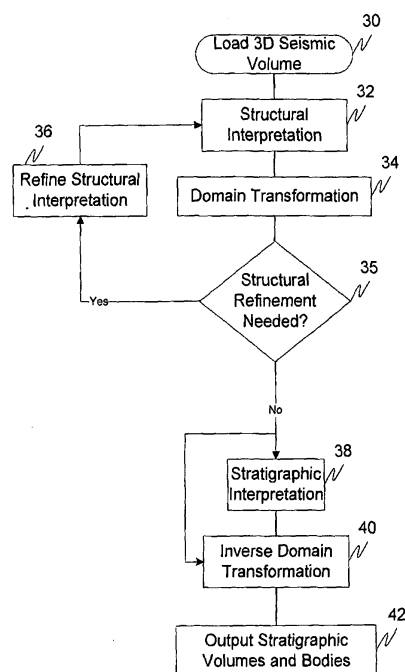 30
Load 3D Seismic
Volume
32
Structural
Interpretation
36
Refine Structural
Interpretation
34
Domain Transformation
35
Structural
Refinement
Needed?
Yes
No
38
Stratigraphic
Interpretation
40
Inverse Domain
Transformation
42
Output Stratigraphic
Volumes and Bodies